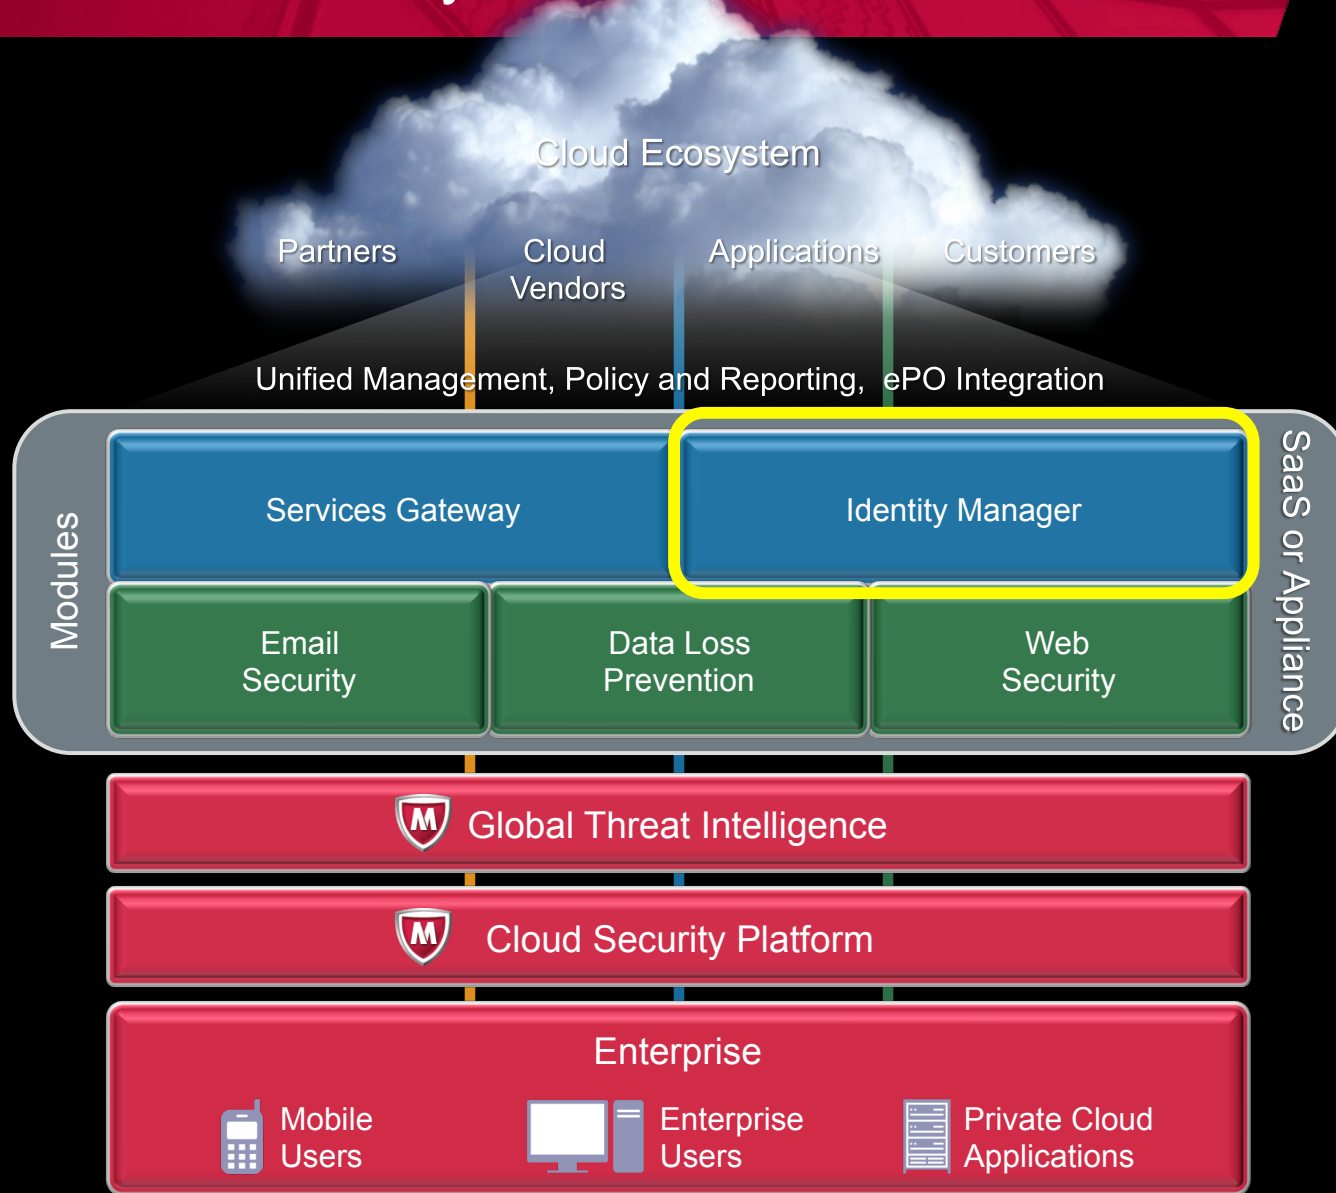 Cloud Ecosystem
Partners
Cloud
Vendors
Applications
Customers
Unified Management, Policy and Reporting, ePO Integration
Modules
Services Gateway
Identity Manager
SaaS or Appliance
Email
Security
Data Loss
Prevention
Web
Security
M Global Threat Intelligence
M Cloud Security Platform
Enterprise
Mobile
Users
Enterprise
Users
Private Cloud
Applications